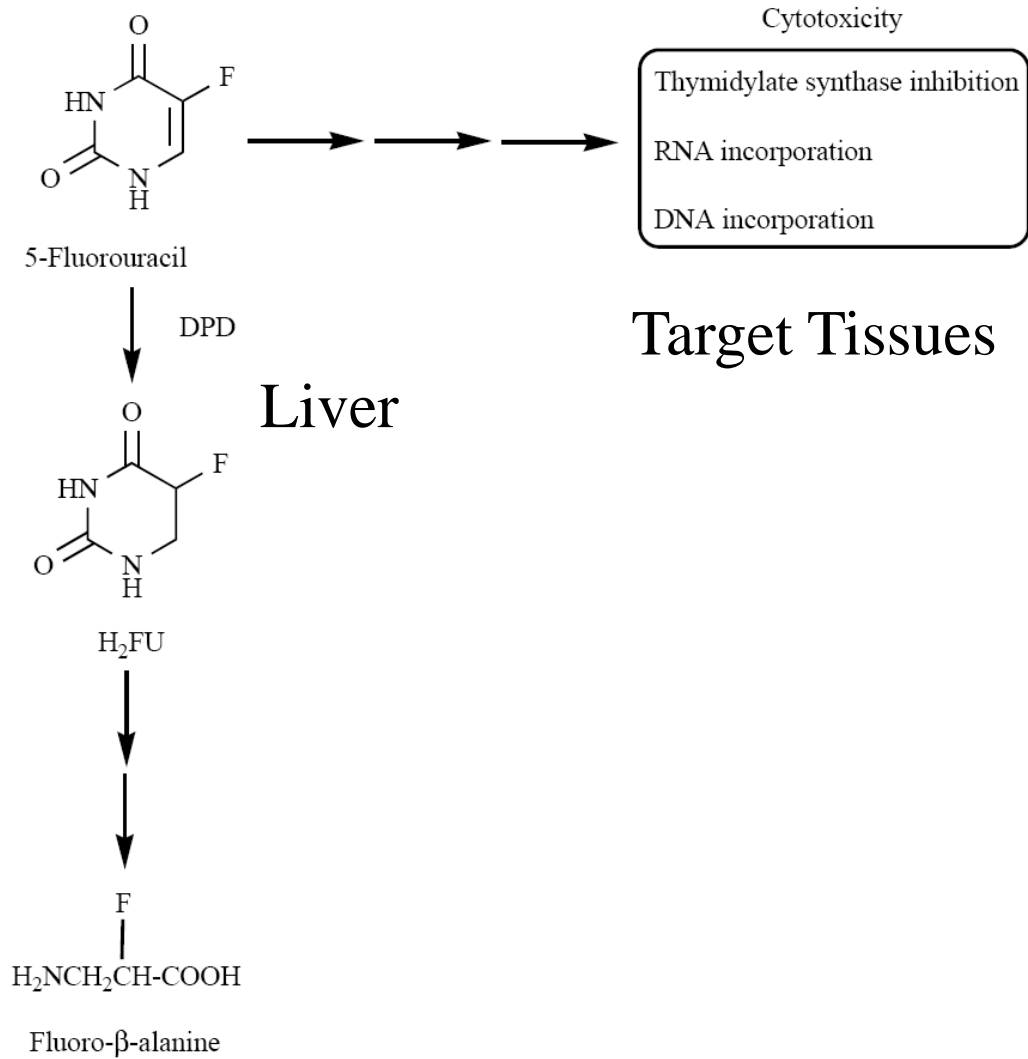 Cytotoxicity
O
F
HN
O
N
H
Thymidylate synthase inhibition
RNA incorporation
DNA incorporation
5-Fluorouracil
DPD
Target Tissues
Liver
O
F
HN
O
N
H
H₂FU
F
H₂NCH₂CH-COOH
Fluoro-β-alanine